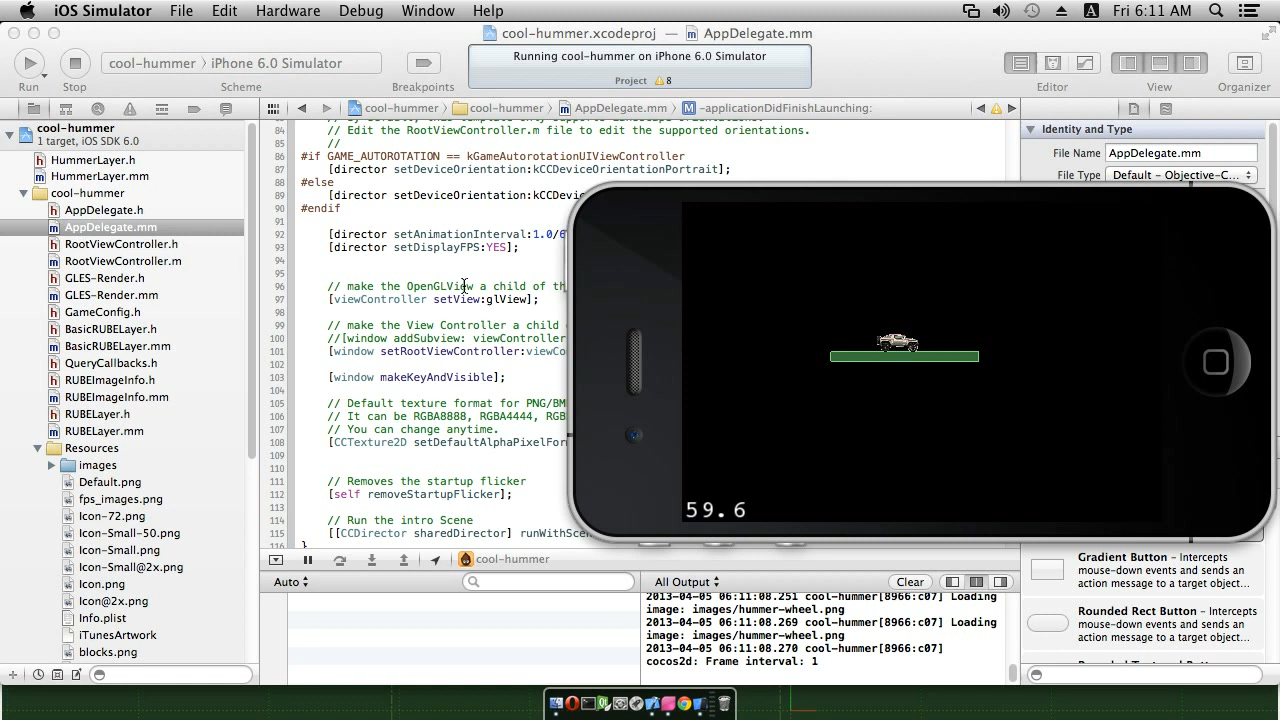 iOS Simulator File Edit Hardware Debug Window Help Fri 6:11 AM
cool-hummer.xcodeproj — AppDelegate.mm
Running cool-hummer on iPhone 6.0 Simulator
Project 8
cool-hummer iPhone 6.0 Simulator
Run Stop Scheme Breakpoints Editor View Organizer
cool-hummer cool-hummer AppDelegate.mm -applicationDidFinishLaunching:
cool-hummer
1 target, iOS SDK 6.0
HummerLayer.h
HummerLayer.mm
cool-hummer
AppDelegate.h
AppDelegate.mm
RootViewController.h
RootViewController.m
GLES-Render.h
GLES-Render.mm
GameConfig.h
BasicRUBELayer.h
BasicRUBELayer.mm
QueryCallbacks.h
RUBEImageInfo.h
RUBEImageInfo.mm
RUBELayer.h
RUBELayer.mm
Resources
images
Default.png
fps_images.png
Icon-72.png
Icon-Small-50.png
Icon-Small.png
Icon-Small@2x.png
Icon.png
Icon@2x.png
Info.plist
iTunesArtwork
blocks.png
84 // Edit the RootViewController.m file to edit the supported orientations.
85 //
86 #if GAME_AUTOROTATION == kGameAutorotationUIViewController
87 [director setDeviceOrientation:kCCDeviceOrientationPortrait];
88 #else
89 [director setDeviceOrientation:kCCDe
90 #endif
91
92 [director setAnimationInterval:1.0/6
93 [director setDisplayFPS:YES];
94
95
96 // make the OpenGLView a child of th
97 [viewController setView:glView];
98
99 // make the View Controller a child
100 //[window addSubview: viewController
101 [window setRootViewController:viewCo
102
103 [window makeKeyAndVisible];
104
105 // Default texture format for PNG/BM
106 // It can be RGBA8888, RGBA4444, RGB
107 // You can change anytime.
108 [CCTexture2D setDefaultAlphaPixelFor
109
110
111 // Removes the startup flicker
112 [self removeStartupFlicker];
113
114 // Run the intro Scene
115 [[CCDirector sharedDirector] runWithSce
116 }
Identity and Type
File Name AppDelegate.mm
File Type Default - Objective-C...
59.6
cool-hummer
Auto All Output Clear
2013-04-05 06:11:08.251 cool-hummer[8966:c07] Loading
image: images/hummer-wheel.png
2013-04-05 06:11:08.269 cool-hummer[8966:c07] Loading
image: images/hummer-wheel.png
2013-04-05 06:11:08.270 cool-hummer[8966:c07]
cocos2d: Frame interval: 1
Gradient Button - Intercepts
mouse-down events and sends an
action message to a target object...
Rounded Rect Button - Intercepts
mouse-down events and sends an
action message to a target object...